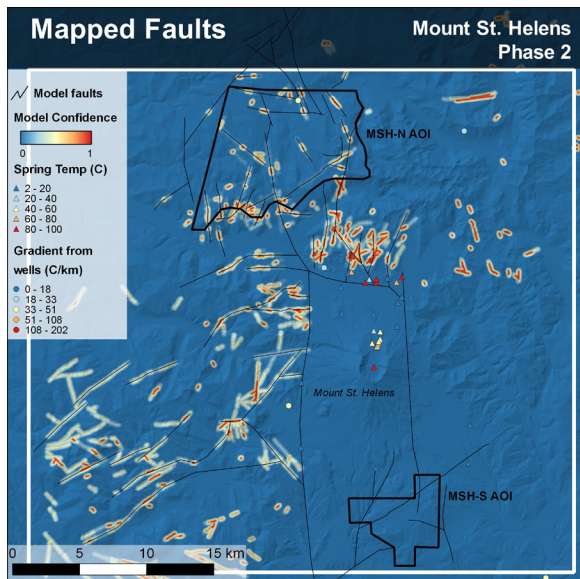 Mapped Faults
Mount St. Helens
Phase 2
Model faults
Model Confidence
0 1
Spring Temp (C)
2 - 20
20 - 40
40 - 60
60 - 80
80 - 100
Gradient from
wells (C/km)
0 - 18
18 - 33
33 - 51
51 - 108
108 - 202
MSH-N AOI
Mount St. Helens
MSH-S AOI
0 5 10 15 km